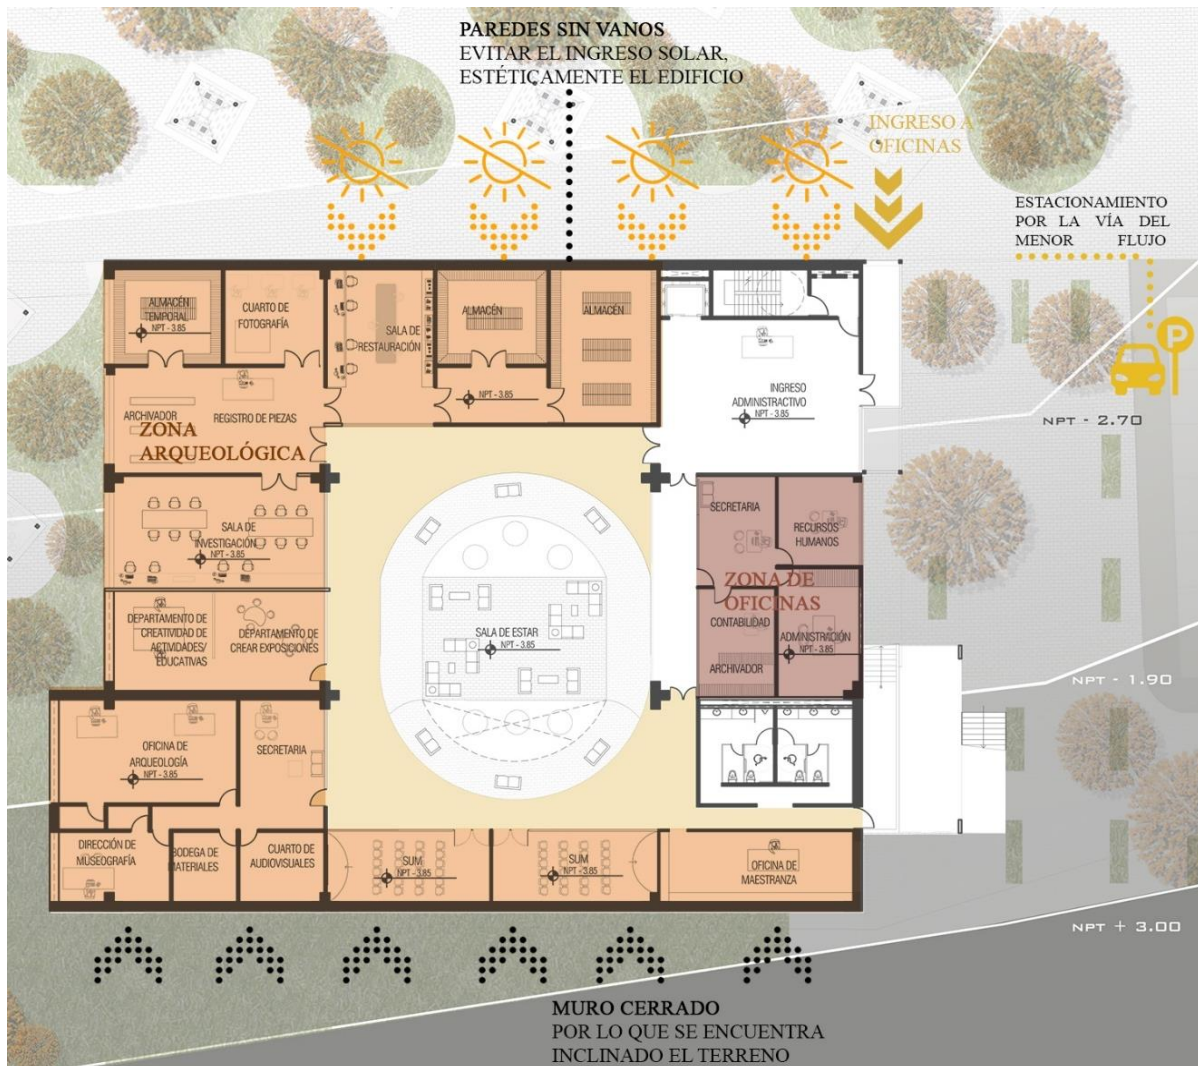 PAREDES SIN VANOS
EVITAR EL INGRESO SOLAR,
ESTÉTICAMENTE EL EDIFICIO
INGRESO A
OFICINAS
ESTACIONAMIENTO
POR LA VÍA DEL
MENOR FLUJO
P
ALMACÉN
TEMPORAL
NPT - 3.85
CUARTO DE
FOTOGRAFÍA
SALA DE
RESTAURACIÓN
ALMACÉN
ALMACÉN
NPT - 3.85
INGRESO
ADMINISTRACTIVO
NPT - 3.85
NPT - 2.70
ARCHIVADOR
REGISTRO DE PIEZAS
ZONA
ARQUEOLÓGICA
SALA DE
INVESTIGACIÓN
NPT - 3.85
SECRETARIA
RECURSOS
HUMANOS
ZONA DE
OFICINAS
CONTABILIDAD
ADMINISTRACIÓN
NPT - 3.85
ARCHIVADOR
DEPARTAMENTO DE
CREATIVIDAD DE
ACTIVIDADES/
EDUCATIVAS
DEPARTAMENTO DE
CREAR EXPOSICIONES
SALA DE ESTAR
NPT - 3.85
NPT - 1.90
OFICINA DE
ARQUEOLOGÍA
NPT - 3.85
SECRETARIA
DIRECCIÓN DE
MUSEOGRAFÍA
BODEGA DE
MATERIALES
CUARTO DE
AUDIOVISUALES
SUM
NPT - 3.85
SUM
NPT - 3.85
OFICINA DE
MAESTRANZA
NPT + 3.00
MURO CERRADO
POR LO QUE SE ENCUENTRA
INCLINADO EL TERRENO